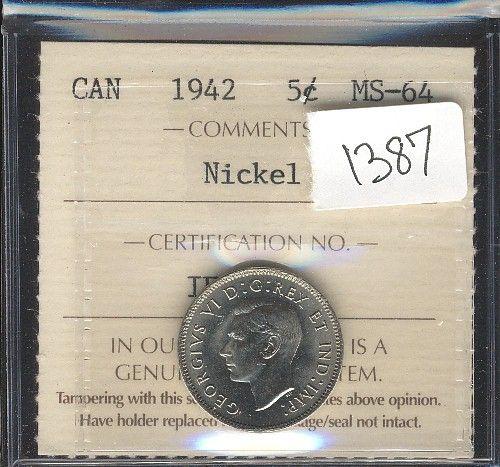 CAN 1942 5¢ MS-64
— COMMENTS
1387
Nickel
— CERTIFICATION NO. —
GEORGIVS VI D:G:REX ET IND:IMP:
IN OU IS A
GENU TEM.
Tampering with this es above opinion.
Have holder replaced age/seal not intact.